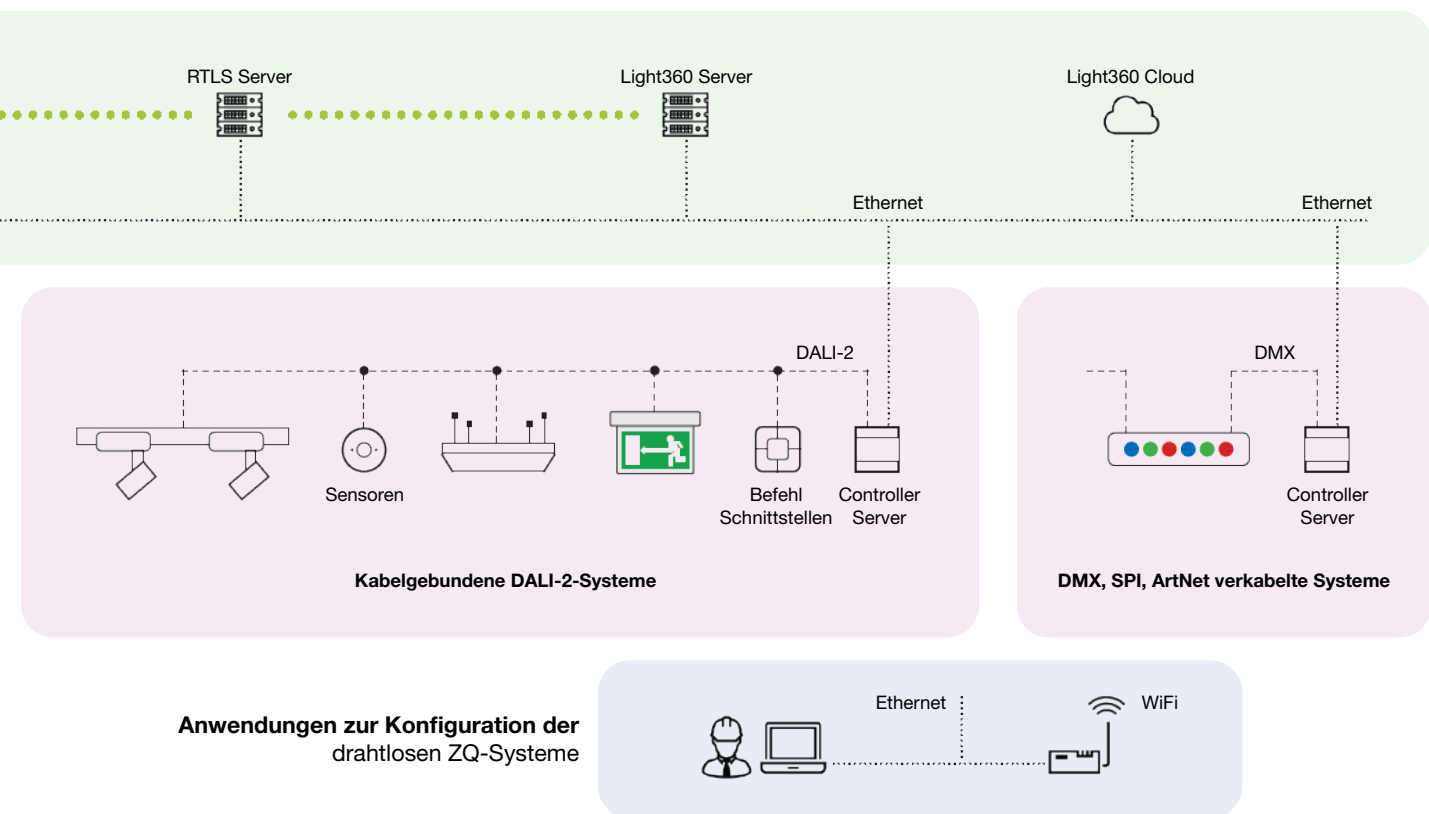 RTLS Server
Light360 Server
Light360 Cloud
Ethernet
Ethernet
DALI-2
Sensoren
Befehl
Schnittstellen
Controller
Server
Kabelgebundene DALI-2-Systeme
DMX
Controller
Server
DMX, SPI, ArtNet verkabelte Systeme
Anwendungen zur Konfiguration der
drahtlosen ZQ-Systeme
Ethernet
WiFi